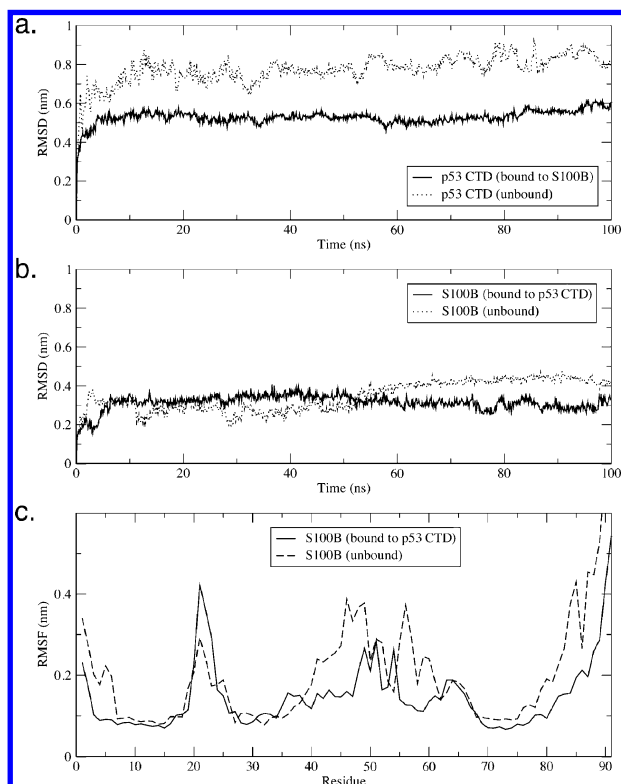 a.
1
0.8
0.6
0.4
0.2
0
RMSD (nm)
p53 CTD (bound to S100B)
p53 CTD (unbound)
0 20 40 60 80 100
Time (ns)
b.
1
0.8
0.6
0.4
0.2
0
RMSD (nm)
S100B (bound to p53 CTD)
S100B (unbound)
0 20 40 60 80 100
Time (ns)
c.
0.4
0.2
0
RMSF (nm)
S100B (bound to p53 CTD)
S100B (unbound)
0 10 20 30 40 50 60 70 80 90
Residue